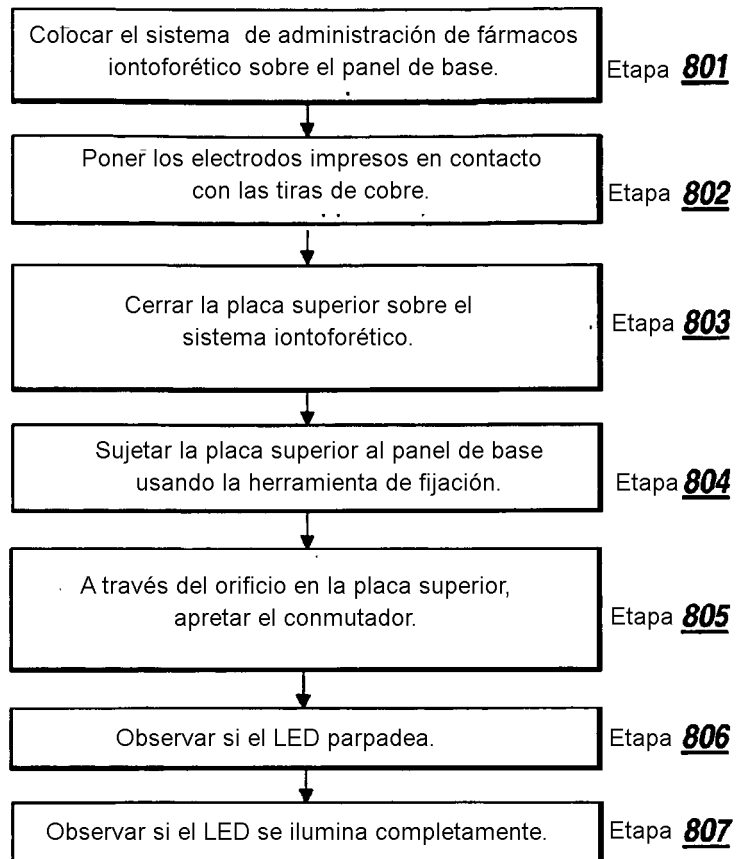 Colocar el sistema de administración de fármacos
iontoforético sobre el panel de base.
Etapa 801
Poner los electrodos impresos en contacto
con las tiras de cobre.
Etapa 802
Cerrar la placa superior sobre el
sistema iontoforético.
Etapa 803
Sujetar la placa superior al panel de base
usando la herramienta de fijación.
Etapa 804
A través del orificio en la placa superior,
apretar el conmutador.
Etapa 805
Observar si el LED parpadea.
Etapa 806
Observar si el LED se ilumina completamente.
Etapa 807